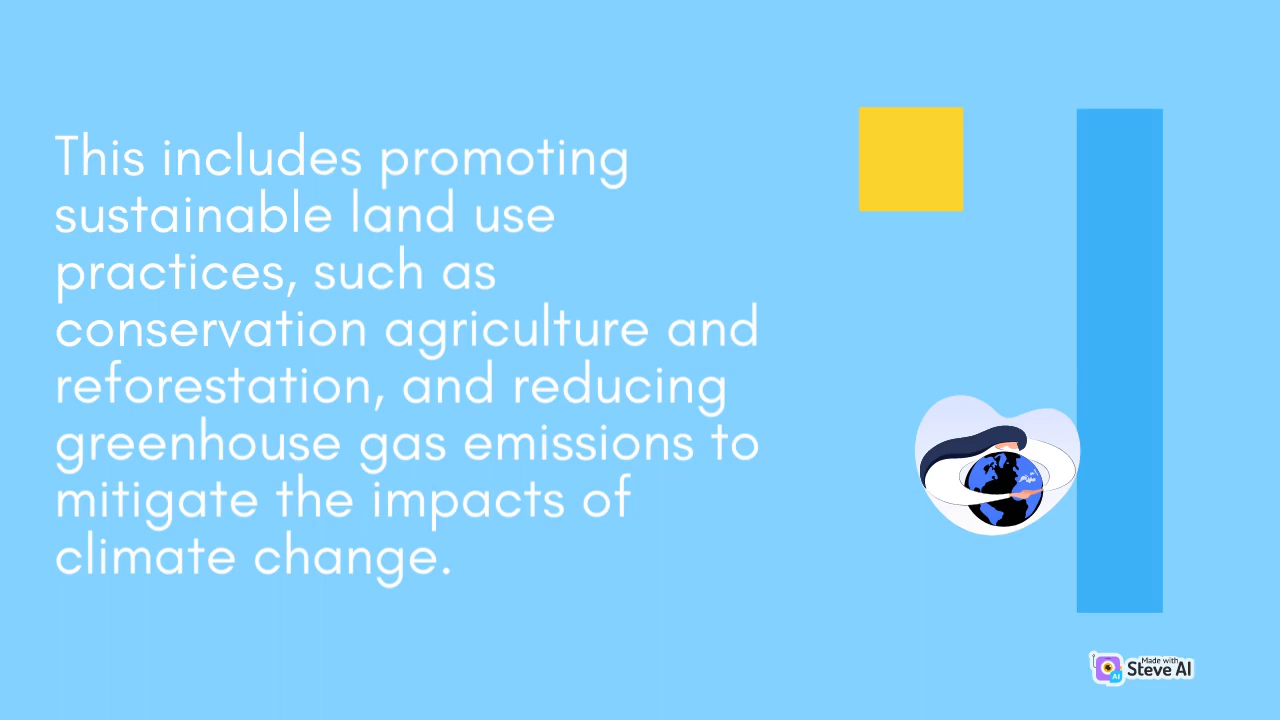 This includes promoting
sustainable land use
practices, such as
conservation agriculture and
reforestation, and reducing
greenhouse gas emissions to
mitigate the impacts of
climate change.
Made with
Steve AI
AI